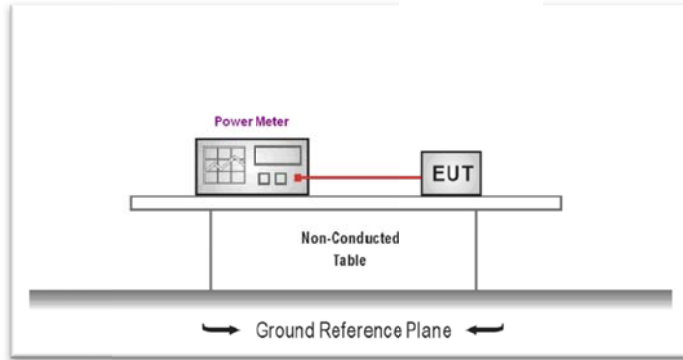 Power Meter
EUT
Non-Conducted
Table
Ground Reference Plane